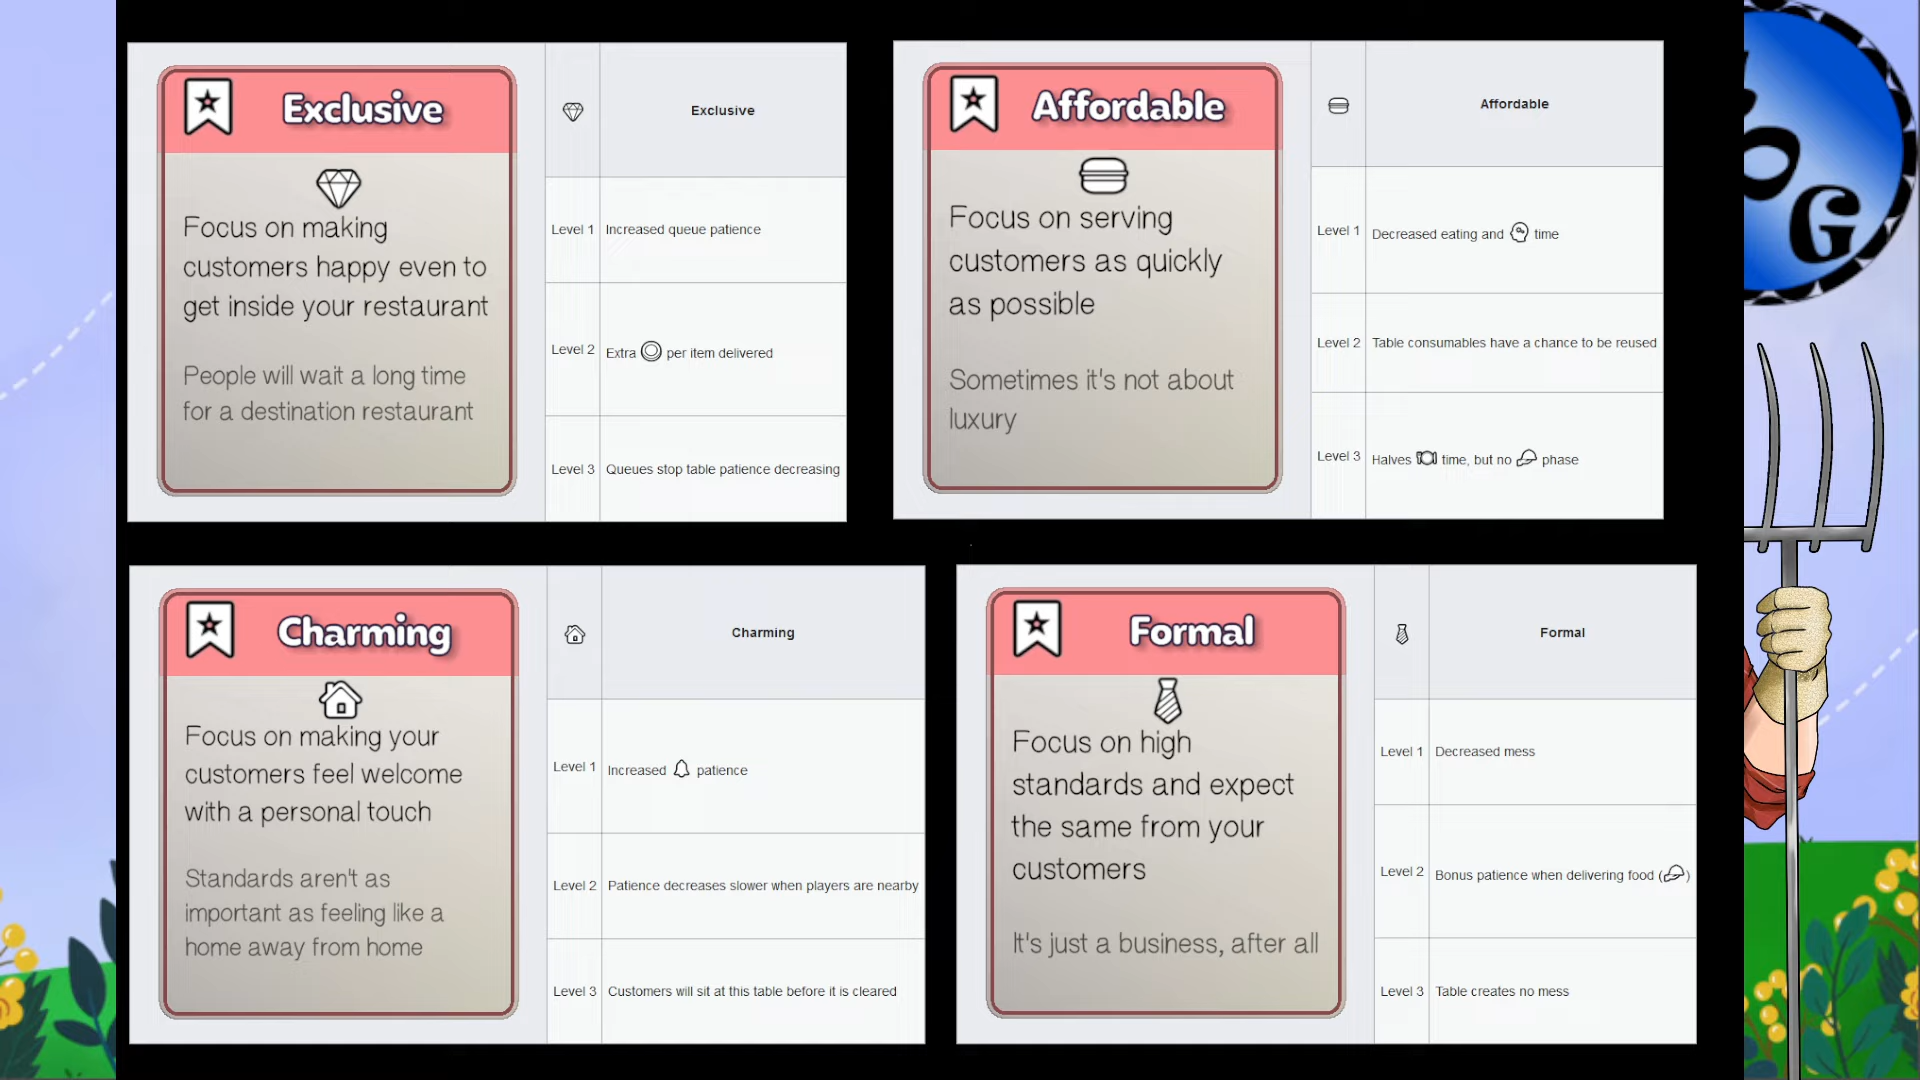 Exclusive
Focus on making
customers happy even to
get inside your restaurant
People will wait a long time
for a destination restaurant
Exclusive
Level 1 Increased queue patience
Level 2 Extra per item delivered
Level 3 Queues stop table patience decreasing
Affordable
Focus on serving
customers as quickly
as possible
Sometimes it's not about
luxury
Affordable
Level 1 Decreased eating and time
Level 2 Table consumables have a chance to be reused
Level 3 Halves time, but no phase
Charming
Focus on making your
customers feel welcome
with a personal touch
Standards aren't as
important as feeling like a
home away from home
Charming
Level 1 Increased patience
Level 2 Patience decreases slower when players are nearby
Level 3 Customers will sit at this table before it is cleared
Formal
Focus on high
standards and expect
the same from your
customers
It's just a business, after all
Formal
Level 1 Decreased mess
Level 2 Bonus patience when delivering food ( )
Level 3 Table creates no mess